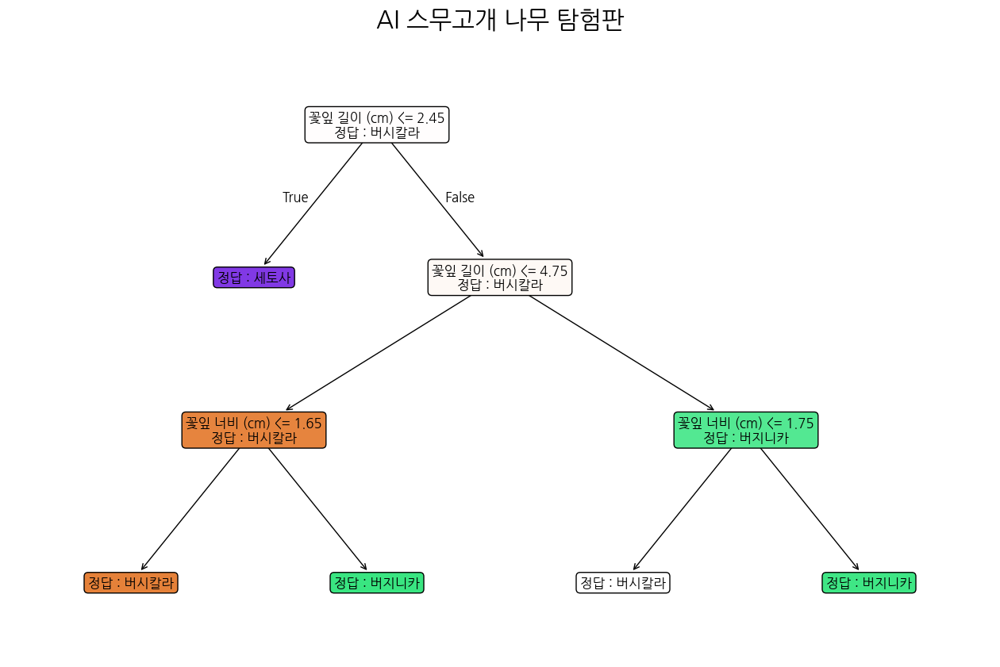 AI 스무고개 나무 탐험판
꽃잎 길이 (cm) <= 2.45
정답 : 버시칼라
True
False
정답 : 세토사
꽃잎 길이 (cm) <= 4.75
정답 : 버시칼라
꽃잎 너비 (cm) <= 1.65
정답 : 버시칼라
꽃잎 너비 (cm) <= 1.75
정답 : 버지니카
정답 : 버시칼라
정답 : 버지니카
정답 : 버시칼라
정답 : 버지니카